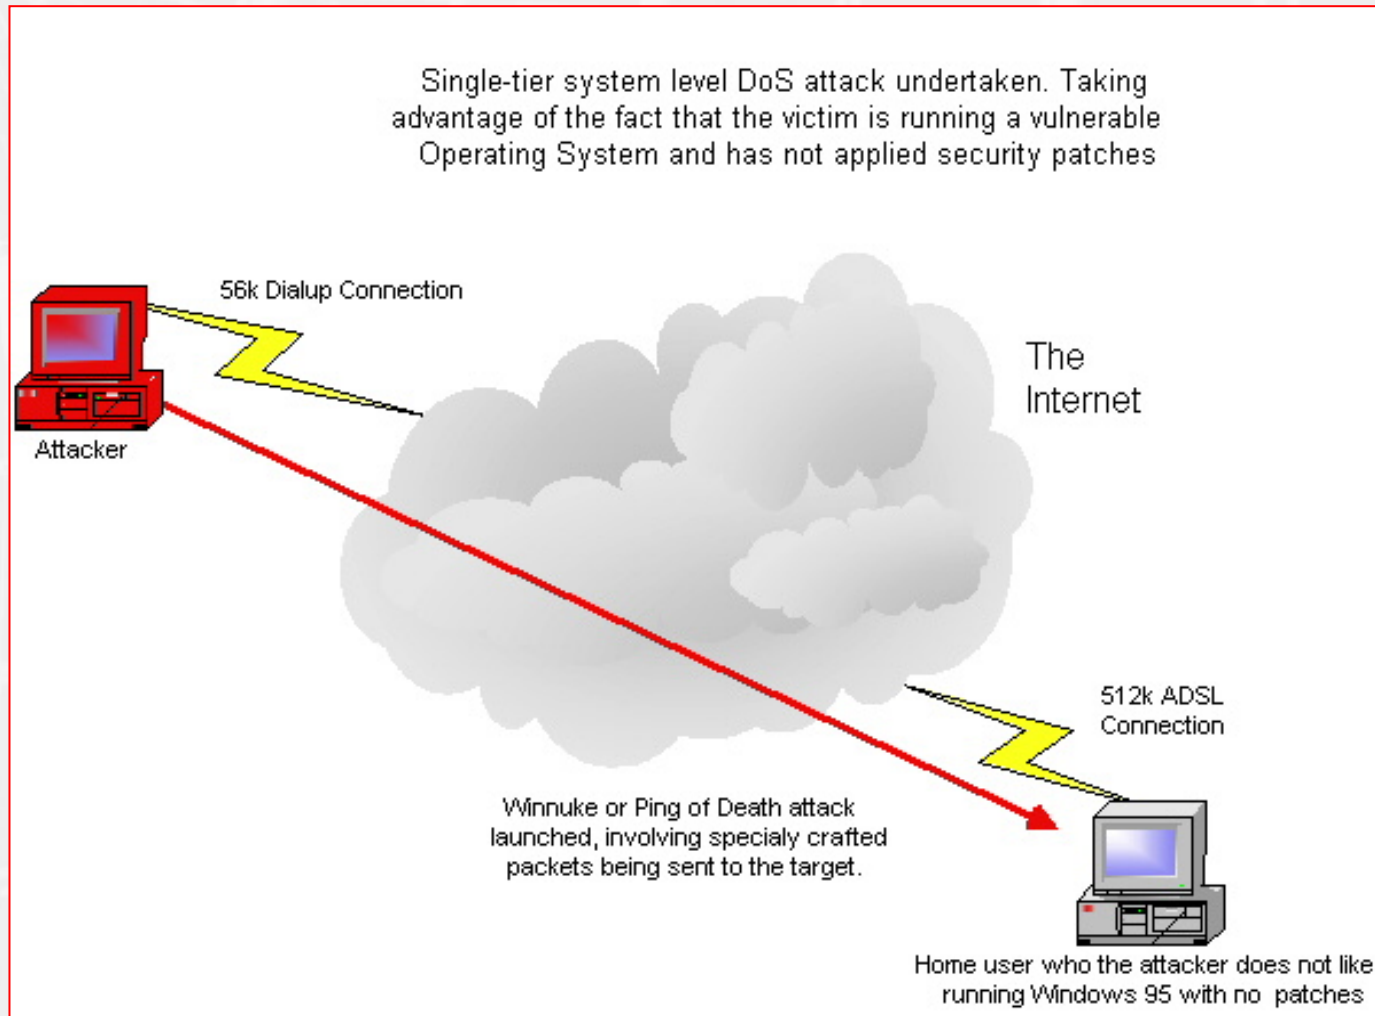 Single-tier system level DoS attack undertaken. Taking
advantage of the fact that the victim is running a vulnerable
Operating System and has not applied security patches
56k Dialup Connection
The
Internet
Attacker
512k ADSL
Connection
Winnuke or Ping of Death attack
launched, involving specialy crafted
packets being sent to the target.
Home user who the attacker does not like
running Windows 95 with no patches